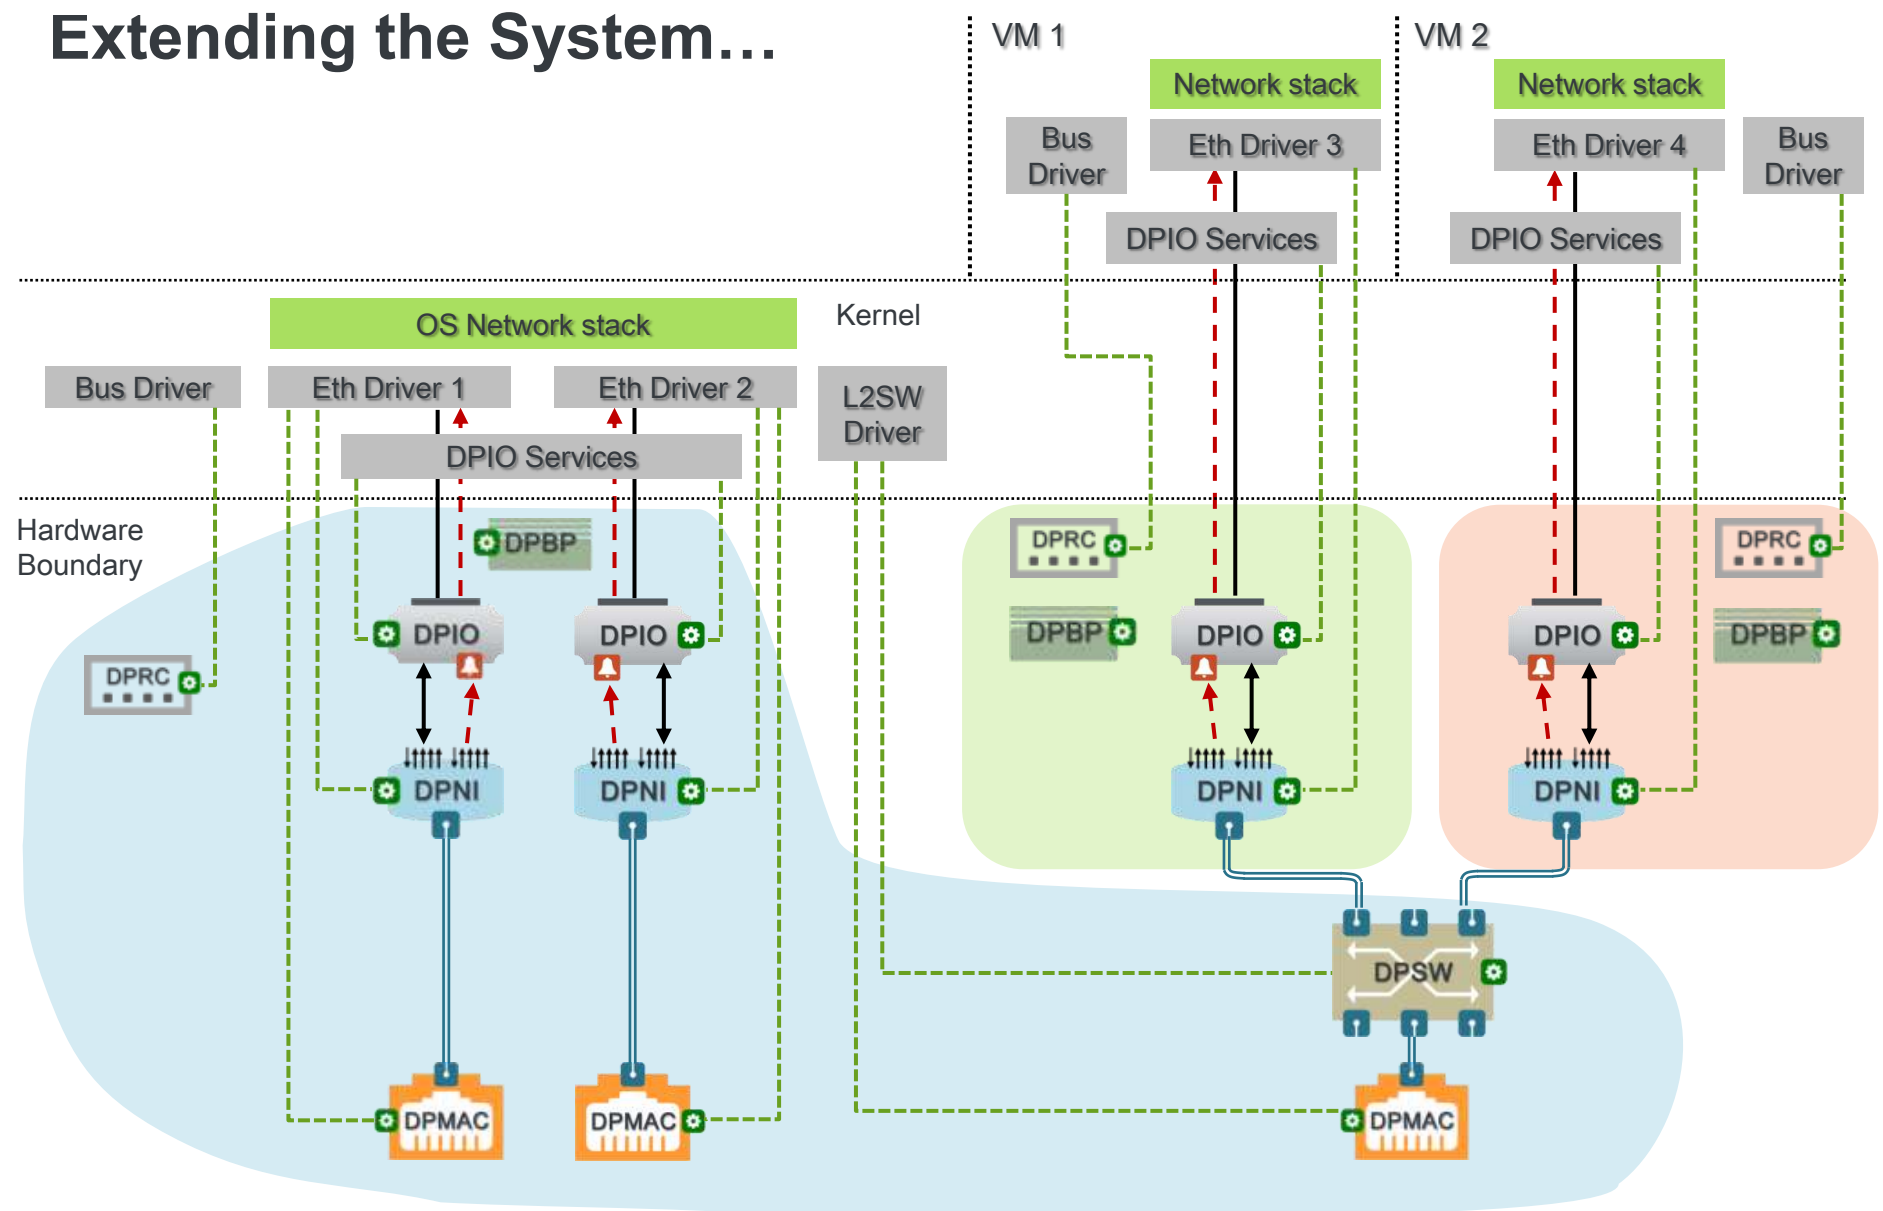 Extending the System…
VM 1
VM 2
Network stack
Network stack
Bus
Driver
Eth Driver 3
Eth Driver 4
Bus
Driver
DPIO Services
DPIO Services
OS Network stack
Kernel
Bus Driver
Eth Driver 1
Eth Driver 2
L2SW
Driver
DPIO Services
Hardware
Boundary
DPBP
DPRC
DPRC
DPIO
DPIO
DPBP
DPIO
DPIO
DPBP
DPRC
DPNI
DPNI
DPNI
DPNI
DPSW
DPMAC
DPMAC
DPMAC